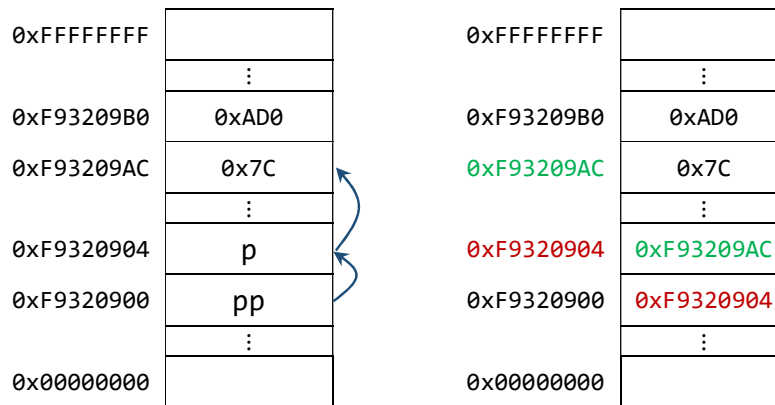 0xFFFFFFFF
⋮
0xF93209B0 0xAD0
0xF93209AC 0x7C
⋮
0xF9320904 p
0xF9320900 pp
⋮
0x00000000
0xFFFFFFFF
⋮
0xF93209B0 0xAD0
0xF93209AC 0x7C
⋮
0xF9320904 0xF93209AC
0xF9320900 0xF9320904
⋮
0x00000000